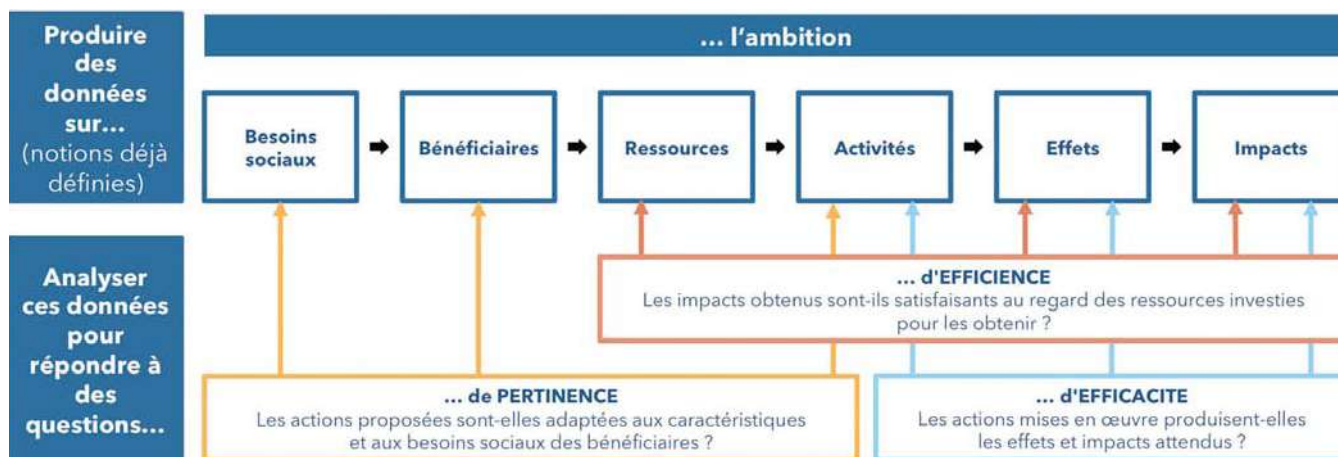 Produire
des
données
sur...
(notions déjà
définies)
... l'ambition
Besoins
sociaux
Bénéficiaires
Ressources
Activités
Effets
Impacts
Analyser
ces données
pour
répondre à
des
questions...
... d'EFFICIENCE
Les impacts obtenus sont-ils satisfaisants au regard des ressources investies
pour les obtenir ?
... de PERTINENCE
Les actions proposées sont-elles adaptées aux caractéristiques
et aux besoins sociaux des bénéficiaires ?
... d'EFFICACITE
Les actions mises en œuvre produisent-elles
les effets et impacts attendus ?